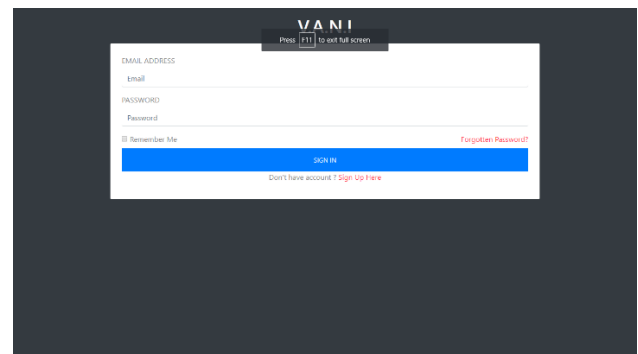 VANI
Press F11 to exit full screen
EMAIL ADDRESS
Email
PASSWORD
Password
Remember Me
Forgotten Password?
SIGN IN
Don't have account ? Sign Up Here